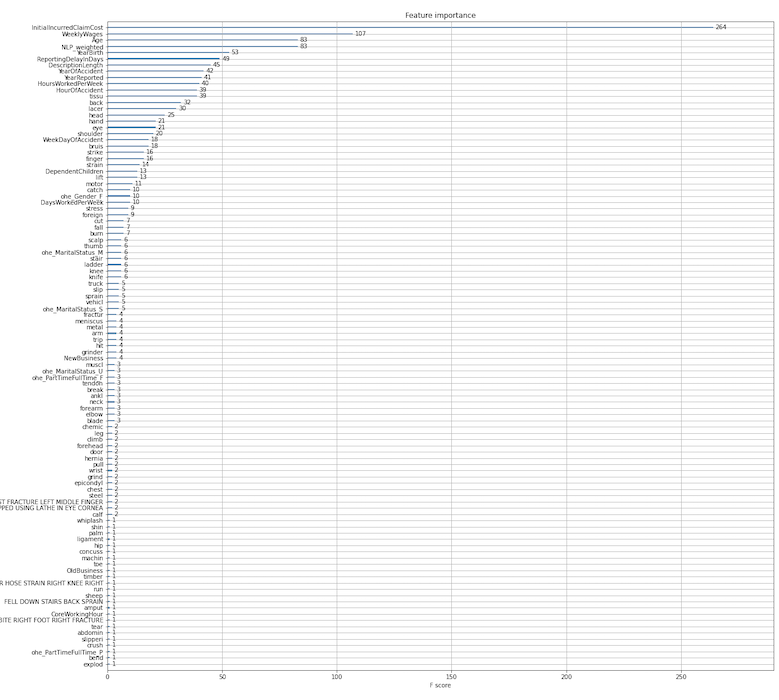 Feature importance
InitialIncurredClaimCost 264
WeeklyWages 107
Age 83
NLP_weighted 83
YearBirth 53
ReportingDelayInDays 49
DescriptionLength 45
YearOfAccident 42
YearReported 41
HoursWorkedPerWeek 40
HourOfAccident 39
tissu 39
back 32
lacer 30
head 25
hand 21
eye 21
shoulder 20
WeekDayOfAccident 18
bruis 18
strike 16
finger 16
strain 14
DependentChildren 13
lift 13
motor 11
catch 10
ohe_Gender_F 10
DaysWorkedPerWeek 10
stress 9
foreign 9
cut 7
fall 7
burn 7
scalp 6
thumb 6
ohe_MaritalStatus_M 6
stair 6
ladder 6
knee 6
knife 6
truck 5
slip 5
sprain 5
vehicl 5
ohe_MaritalStatus_S 5
fractur 4
meniscus 4
metal 4
arm 4
trip 4
hit 4
grinder 4
NewBusiness 4
muscl 3
ohe_MaritalStatus_U 3
ohe_PartTimeFullTime_F 3
tendon 3
break 3
ankl 3
neck 3
forearm 3
elbow 3
blade 3
chemic 2
leg 2
climb 2
forehead 2
door 2
hernia 2
pull 2
wrist 2
grind 2
epicondyl 2
chest 2
steel 2
ST FRACTURE LEFT MIDDLE FINGER 2
PPED USING LATHE IN EYE CORNEA 2
calf 2
whiplash 1
shin 1
palm 1
ligament 1
hip 1
concuss 1
machin 1
toe 1
OldBusiness 1
timber 1
R HOSE STRAIN RIGHT KNEE RIGHT 1
run 1
sheep 1
FELL DOWN STAIRS BACK SPRAIN 1
amput 1
CoreWorkingHour 1
BITE RIGHT FOOT RIGHT FRACTURE 1
tear 1
abdomin 1
slipperi 1
crush 1
ohe_PartTimeFullTime_P 1
bend 1
explod 1
0 50 100 150 200 250
F score